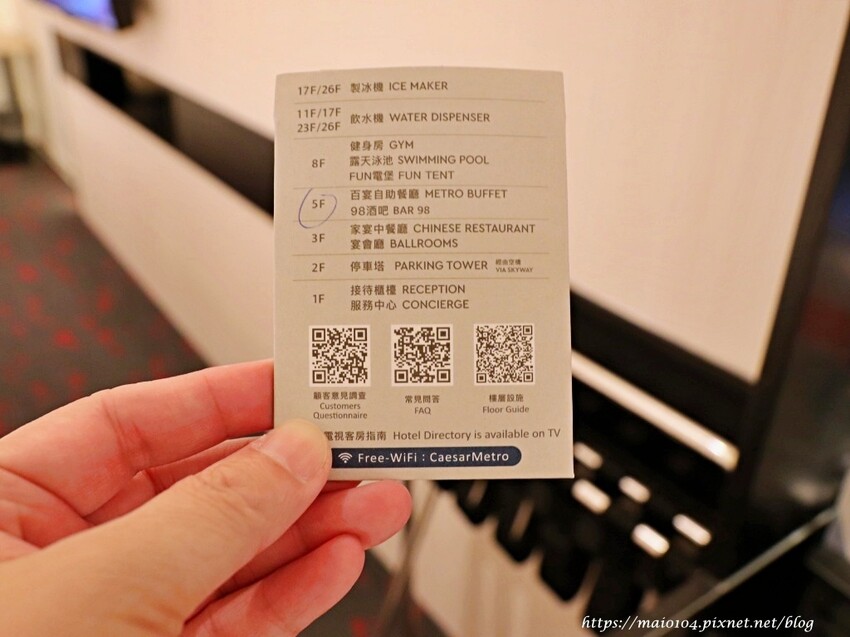 17F/26F 製冰機 ICE MAKER
11F/17F
23F/26F 飲水機 WATER DISPENSER
健身房 GYM
8F 露天泳池 SWIMMING POOL
FUN電堡 FUN TENT
5F 百宴自助餐廳 METRO BUFFET
98酒吧 BAR 98
3F 家宴中餐廳 CHINESE RESTAURANT
宴會廳 BALLROOMS
2F 停車塔 PARKING TOWER 經由空橋
VIA SKYWAY
1F 接待櫃檯 RECEPTION
服務中心 CONCIERGE
顧客意見調查
Customers
Questionnaire
常見問答
FAQ
樓層設施
Floor Guide
電視客房指南 Hotel Directory is available on TV
Free-WiFi：CaesarMetro
https://maio104.pixnet.net/blog